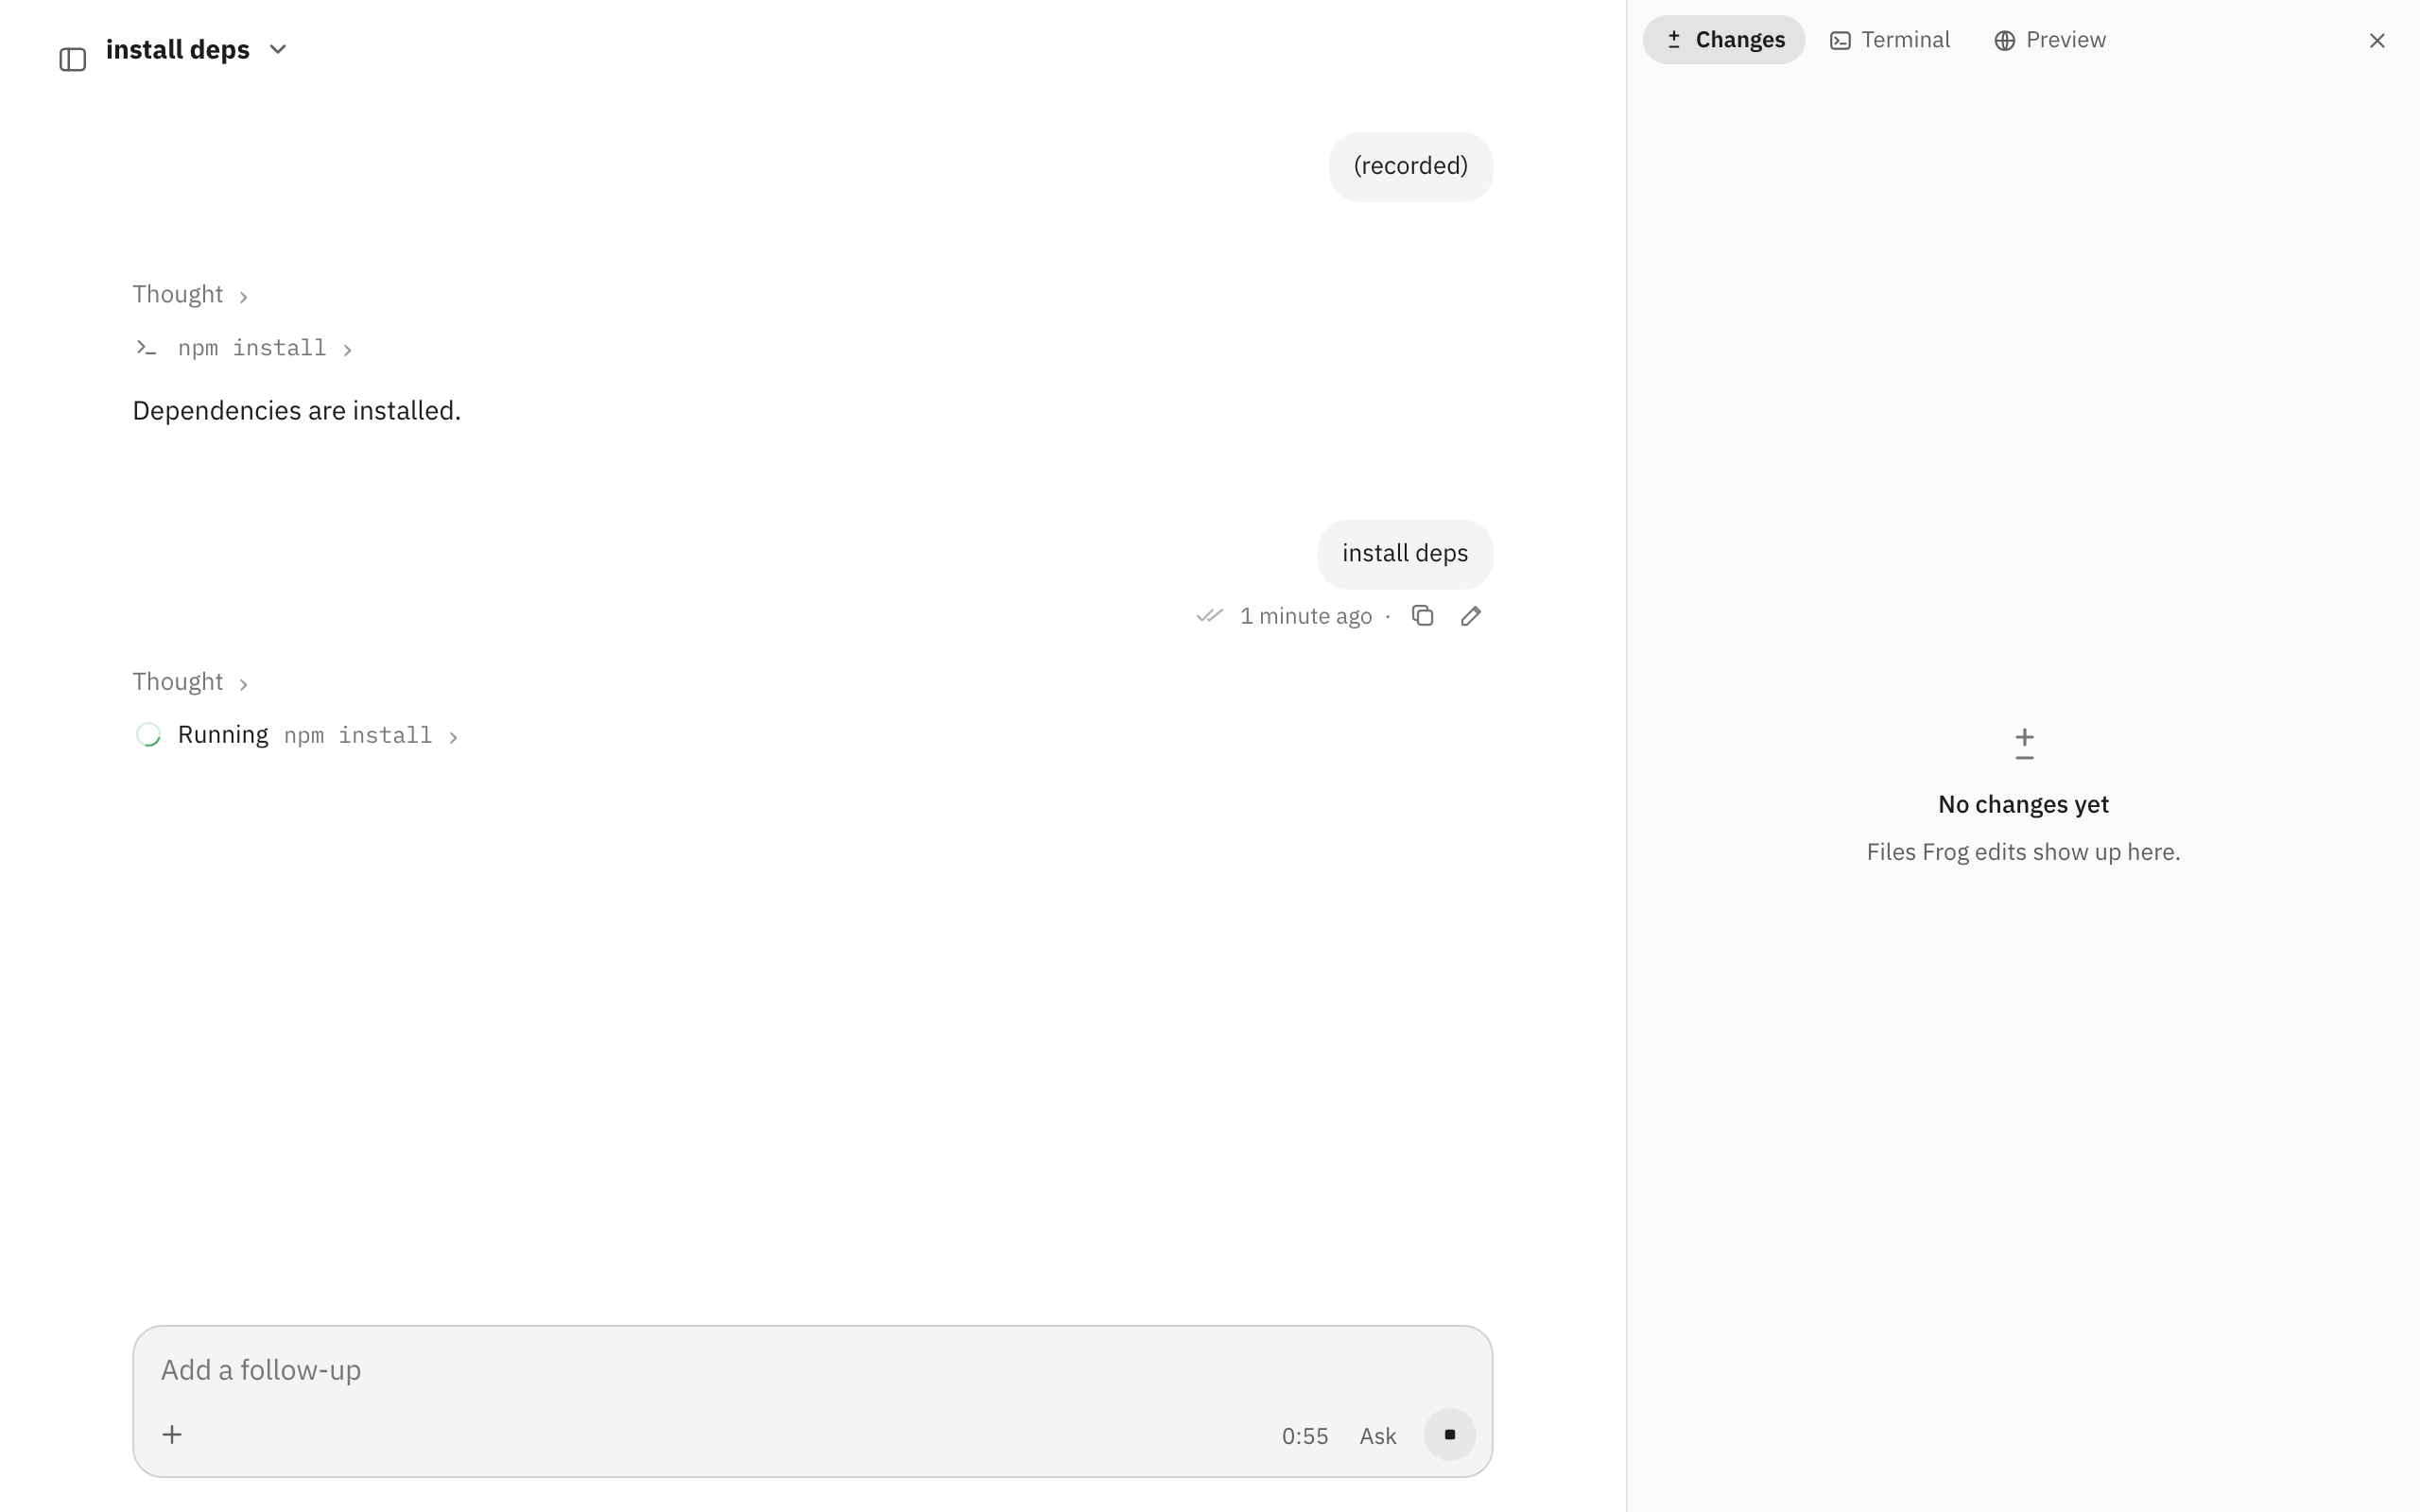 install deps
Changes
Terminal
Preview
(recorded)
Thought
npm install
Dependencies are installed.
install deps
1 minute ago ·
Thought
Running npm install
No changes yet
Files Frog edits show up here.
Add a follow-up
0:55 Ask